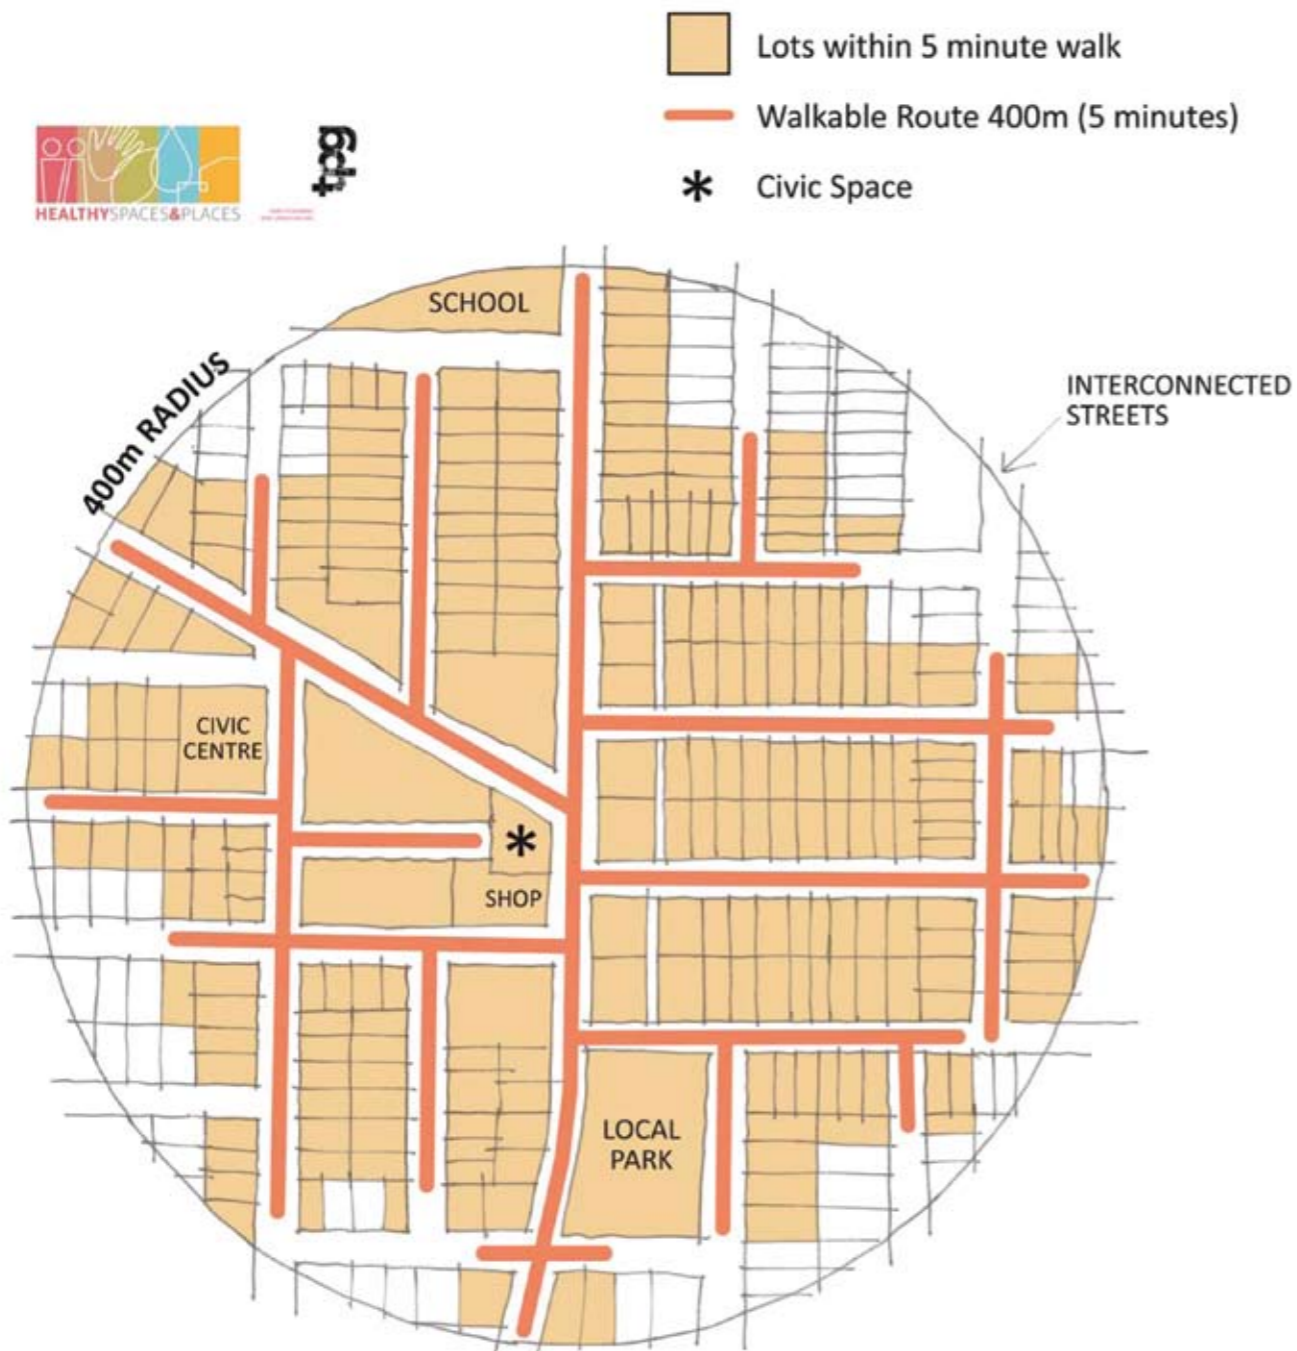 Lots within 5 minute walk
Walkable Route 400m (5 minutes)
* Civic Space
HEALTHYSPACES&PLACES
tpg
SCHOOL
400m RADIUS
INTERCONNECTED
STREETS
CIVIC
CENTRE
*
SHOP
LOCAL
PARK